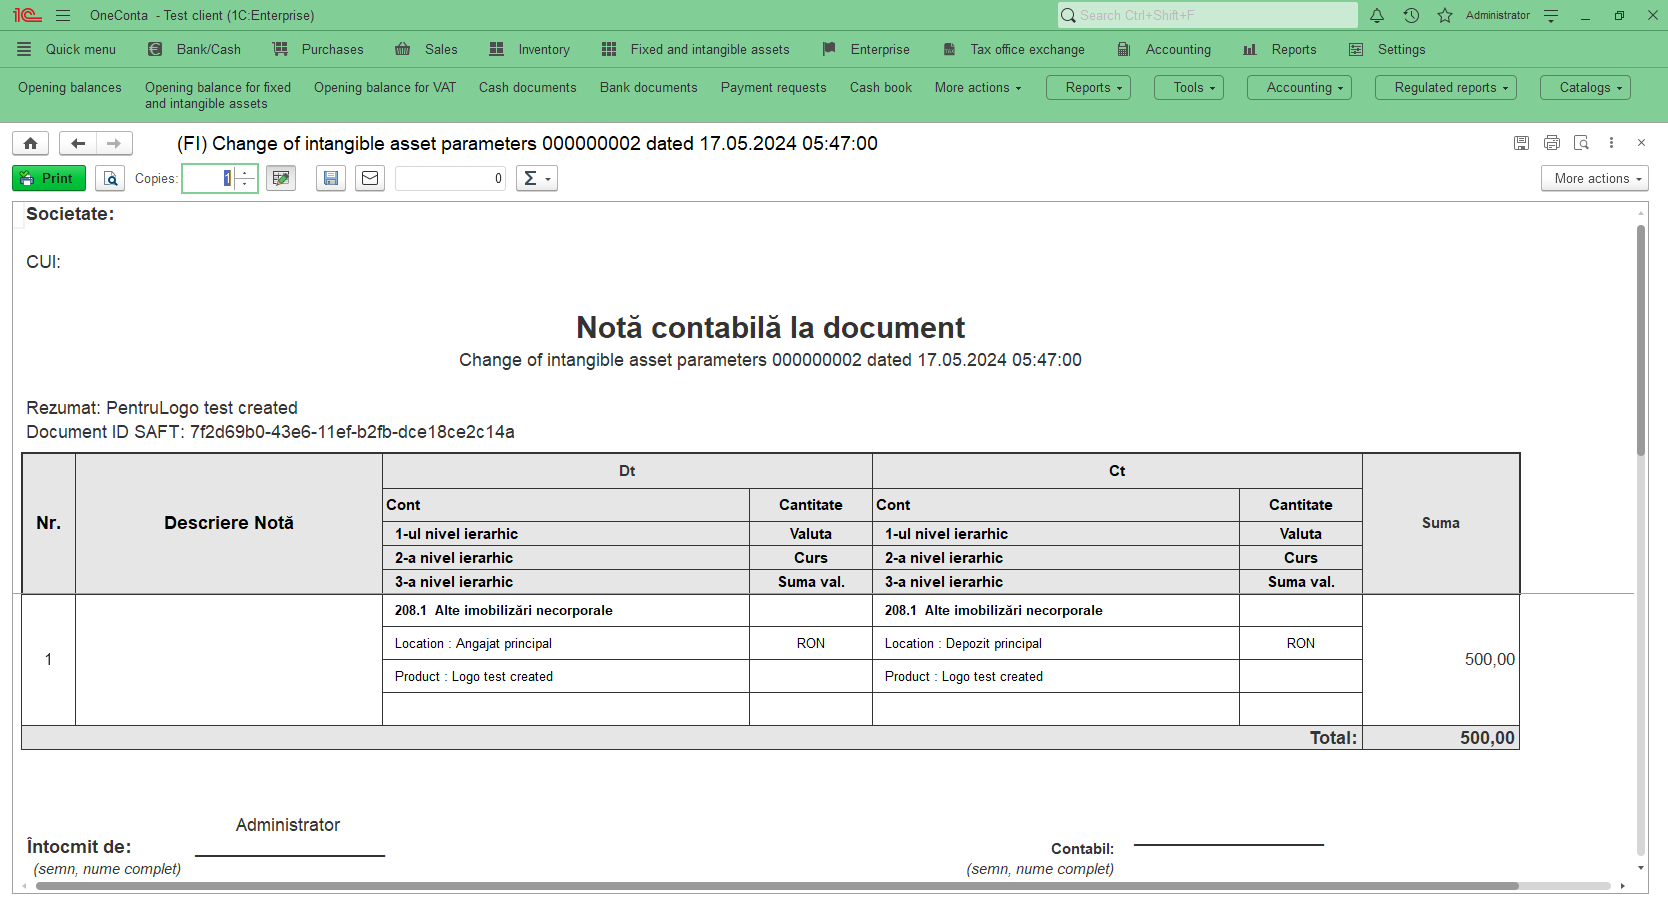 OneConta - Test client (1C:Enterprise)
Search Ctrl+Shift+F
Administrator
Quick menu
Bank/Cash
Purchases
Sales
Inventory
Fixed and intangible assets
Enterprise
Tax office exchange
Accounting
Reports
Settings
Opening balances
Opening balance for fixed
and intangible assets
Opening balance for VAT
Cash documents
Bank documents
Payment requests
Cash book
More actions
Reports
Tools
Accounting
Regulated reports
Catalogs
(FI) Change of intangible asset parameters 000000002 dated 17.05.2024 05:47:00
Print
Copies:
1
0
Σ
More actions
Societate:
CUI:
Notă contabilă la document
Change of intangible asset parameters 000000002 dated 17.05.2024 05:47:00
Rezumat: PentruLogo test created
Document ID SAFT: 7f2d69b0-43e6-11ef-b2fb-dce18ce2c14a
Nr.
Descriere Notă
Dt
Ct
Suma
Cont
Cantitate
Cont
Cantitate
1-ul nivel ierarhic
Valuta
1-ul nivel ierarhic
Valuta
2-a nivel ierarhic
Curs
2-a nivel ierarhic
Curs
3-a nivel ierarhic
Suma val.
3-a nivel ierarhic
Suma val.
1
208.1 Alte imobilizări necorporale
208.1 Alte imobilizări necorporale
Location : Angajat principal
RON
Location : Depozit principal
RON
500,00
Product : Logo test created
Product : Logo test created
Total:
500,00
Administrator
Întocmit de:
(semn, nume complet)
Contabil:
(semn, nume complet)